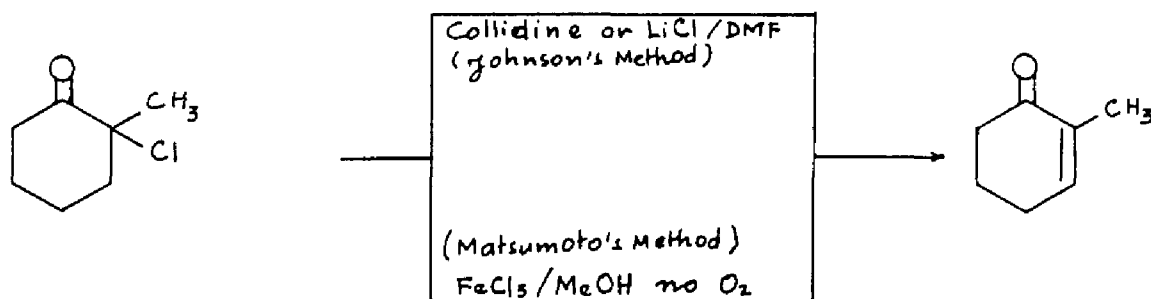 Collidine or LiCl/DMF
(Johnson's Method)
O
CH3
Cl
O
CH3
(Matsumoto's Method)
FeCl3/MeOH no O2